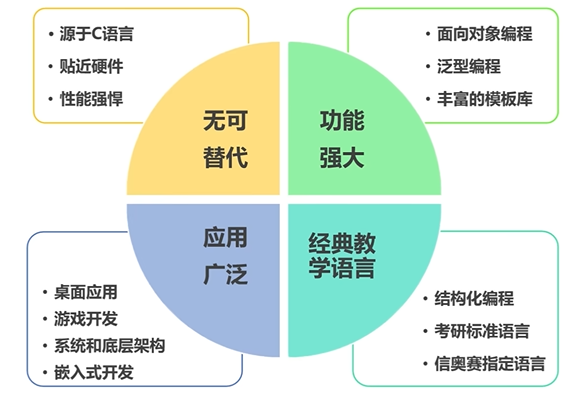 • 源于C语言
• 贴近硬件
• 性能强悍
无可
替代
功能
强大
• 面向对象编程
• 泛型编程
• 丰富的模板库
应用
广泛
• 桌面应用
• 游戏开发
• 系统和底层架构
• 嵌入式开发
经典教
学语言
• 结构化编程
• 考研标准语言
• 信奥赛指定语言